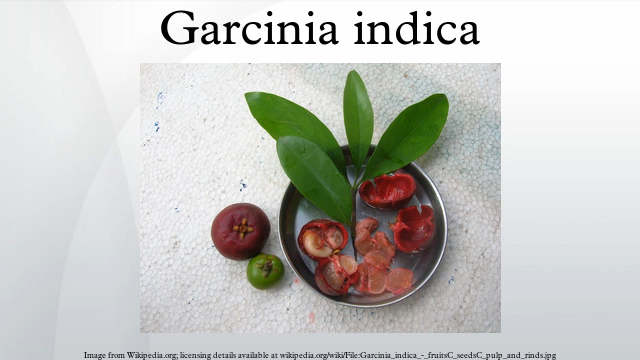 Garcinia indica
Image from Wikipedia.org; licensing details available at wikipedia.org/wiki/File:Garcinia_indica_-_fruitsC_seedsC_pulp_and_rinds.jpg